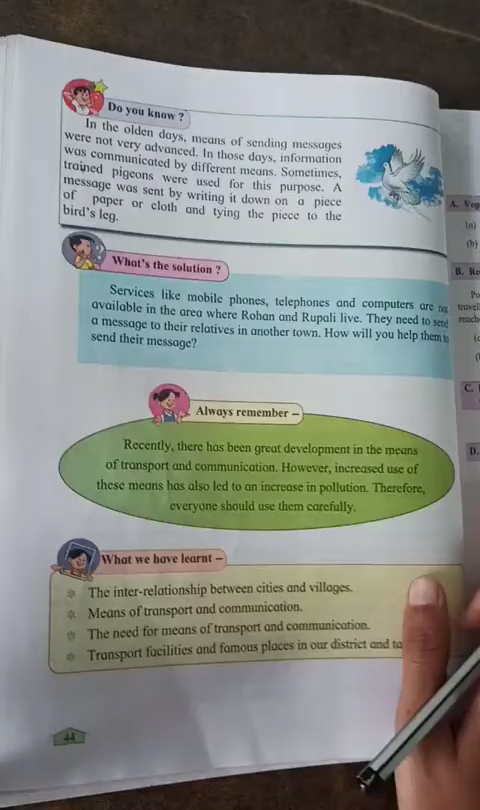 Do you know ?
In the olden days, means of sending messages
were not very advanced. In those days, information
was communicated by different means. Sometimes,
trained pigeons were used for this purpose. A
message was sent by writing it down on a piece
of paper or cloth and tying the piece to the
bird's leg.
What's the solution ?
Services like mobile phones, telephones and computers are not
available in the area where Rohan and Rupali live. They need to send
a message to their relatives in another town. How will you help them to
send their message?
Always remember –
Recently, there has been great development in the means
of transport and communication. However, increased use of
these means has also led to an increase in pollution. Therefore,
everyone should use them carefully.
What we have learnt –
* The inter-relationship between cities and villages.
* Means of transport and communication.
* The need for means of transport and communication.
* Transport facilities and famous places in our district and
44
A.
(a)
(b)
B.
C.
D.